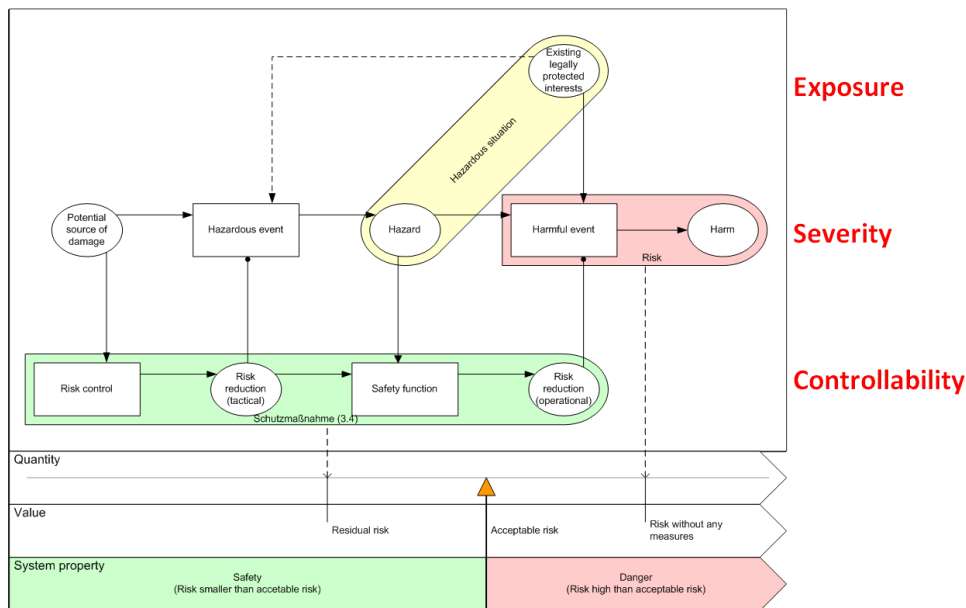 Existing
legally
protected
interests
Exposure
Hazardous situation
Potential
source of
damage
Hazardous event
Hazard
Harmful event
Harm
Severity
Risk
Risk control
Risk
reduction
(tactical)
Safety function
Risk
reduction
(operational)
Controllability
Schutzmaßnahme (3.4)
Quantity
Value
Residual risk
Acceptable risk
Risk without any
measures
System property
Safety
(Risk smaller than accetable risk)
Danger
(Risk high than acceptable risk)